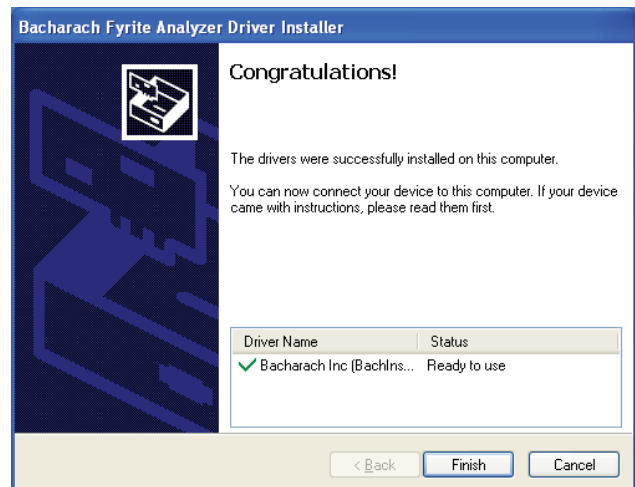 Bacharach Fyrite Analyzer Driver Installer
Congratulations!
The drivers were successfully installed on this computer.
You can now connect your device to this computer. If your device
came with instructions, please read them first.
Driver Name Status
Bacharach Inc (BachIns... Ready to use
< Back Finish Cancel